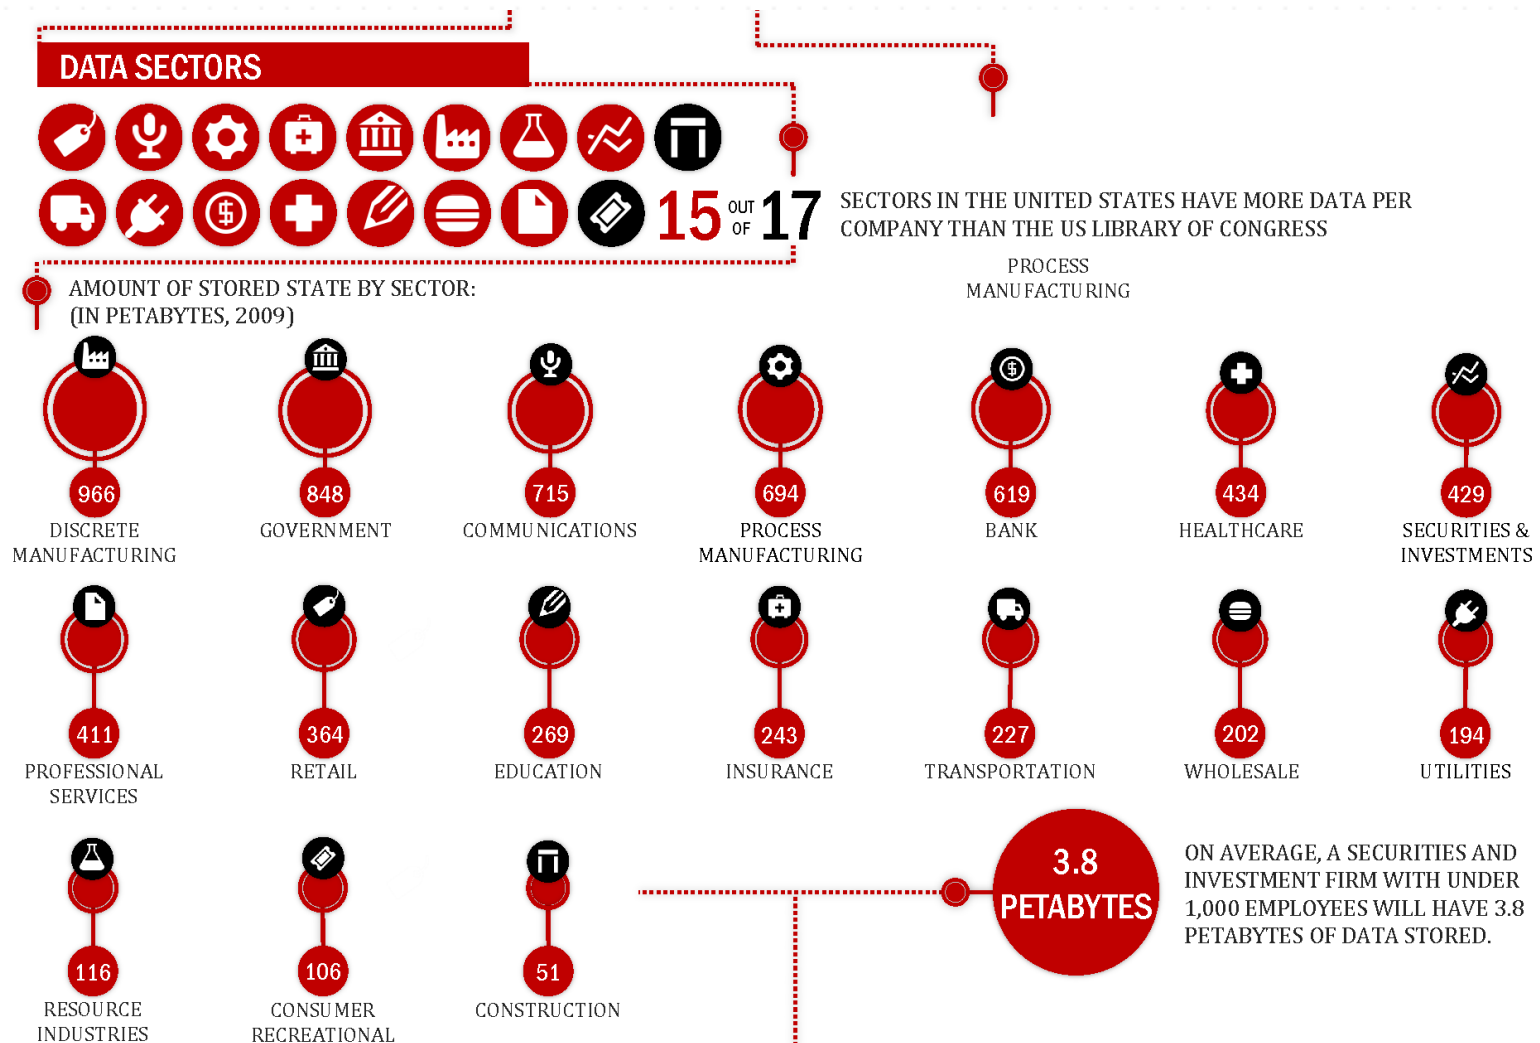 DATA SECTORS
15 OUT OF 17
SECTORS IN THE UNITED STATES HAVE MORE DATA PER
COMPANY THAN THE US LIBRARY OF CONGRESS
PROCESS
MANUFACTURING
AMOUNT OF STORED STATE BY SECTOR:
(IN PETABYTES, 2009)
966
DISCRETE
MANUFACTURING
848
GOVERNMENT
715
COMMUNICATIONS
694
PROCESS
MANUFACTURING
619
BANK
434
HEALTHCARE
429
SECURITIES &
INVESTMENTS
411
PROFESSIONAL
SERVICES
364
RETAIL
269
EDUCATION
243
INSURANCE
227
TRANSPORTATION
202
WHOLESALE
194
UTILITIES
116
RESOURCE
INDUSTRIES
106
CONSUMER
RECREATIONAL
51
CONSTRUCTION
3.8
PETABYTES
ON AVERAGE, A SECURITIES AND
INVESTMENT FIRM WITH UNDER
1,000 EMPLOYEES WILL HAVE 3.8
PETABYTES OF DATA STORED.